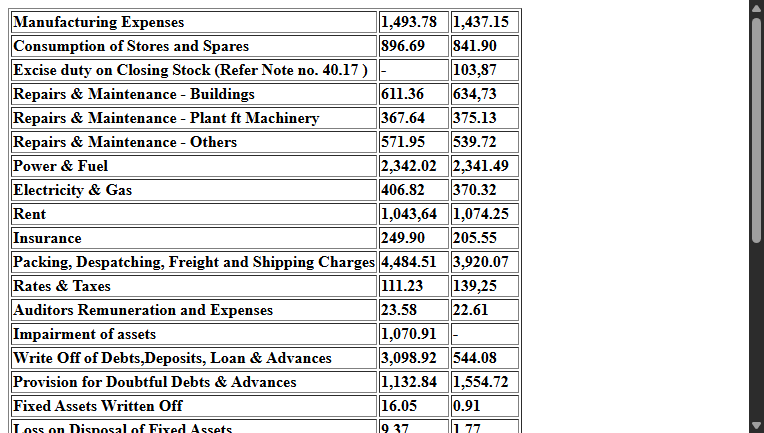 Manufacturing Expenses 1,493.78 1,437.15
Consumption of Stores and Spares 896.69 841.90
Excise duty on Closing Stock (Refer Note no. 40.17 ) - 103,87
Repairs & Maintenance - Buildings 611.36 634,73
Repairs & Maintenance - Plant ft Machinery 367.64 375.13
Repairs & Maintenance - Others 571.95 539.72
Power & Fuel 2,342.02 2,341.49
Electricity & Gas 406.82 370.32
Rent 1,043,64 1,074.25
Insurance 249.90 205.55
Packing, Despatching, Freight and Shipping Charges 4,484.51 3,920.07
Rates & Taxes 111.23 139,25
Auditors Remuneration and Expenses 23.58 22.61
Impairment of assets 1,070.91 -
Write Off of Debts,Deposits, Loan & Advances 3,098.92 544.08
Provision for Doubtful Debts & Advances 1,132.84 1,554.72
Fixed Assets Written Off 16.05 0.91
Loss on Disposal of Fixed Assets 9.37 1.77